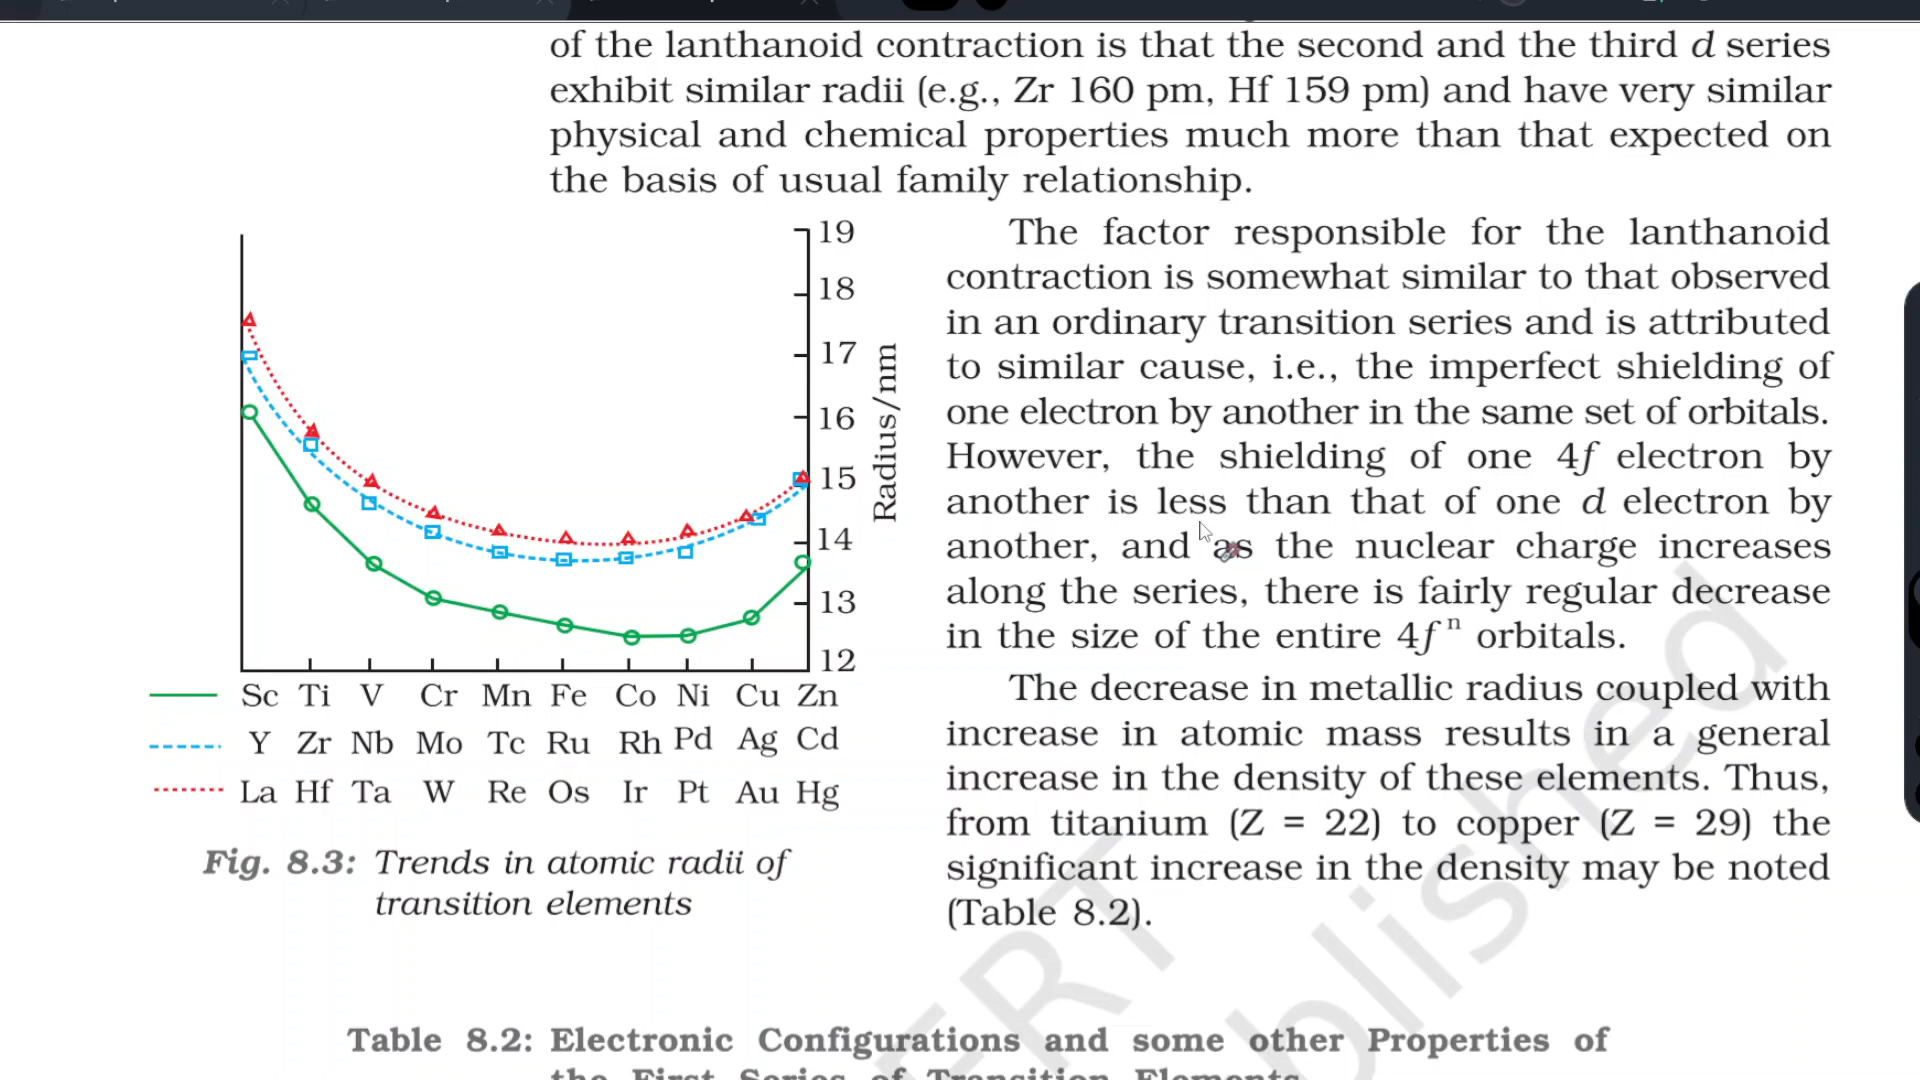 of the lanthanoid contraction is that the second and the third d series
exhibit similar radii (e.g., Zr 160 pm, Hf 159 pm) and have very similar
physical and chemical properties much more than that expected on
the basis of usual family relationship.
19
18
17
16
15
14
13
12
Radius/nm
Sc Ti V Cr Mn Fe Co Ni Cu Zn
Y Zr Nb Mo Tc Ru Rh Pd Ag Cd
La Hf Ta W Re Os Ir Pt Au Hg
Fig. 8.3: Trends in atomic radii of
transition elements
The factor responsible for the lanthanoid
contraction is somewhat similar to that observed
in an ordinary transition series and is attributed
to similar cause, i.e., the imperfect shielding of
one electron by another in the same set of orbitals.
However, the shielding of one 4f electron by
another is less than that of one d electron by
another, and as the nuclear charge increases
along the series, there is fairly regular decrease
in the size of the entire 4fⁿ orbitals.
The decrease in metallic radius coupled with
increase in atomic mass results in a general
increase in the density of these elements. Thus,
from titanium (Z = 22) to copper (Z = 29) the
significant increase in the density may be noted
(Table 8.2).
Table 8.2: Electronic Configurations and some other Properties of
the First Series of Transition Elements